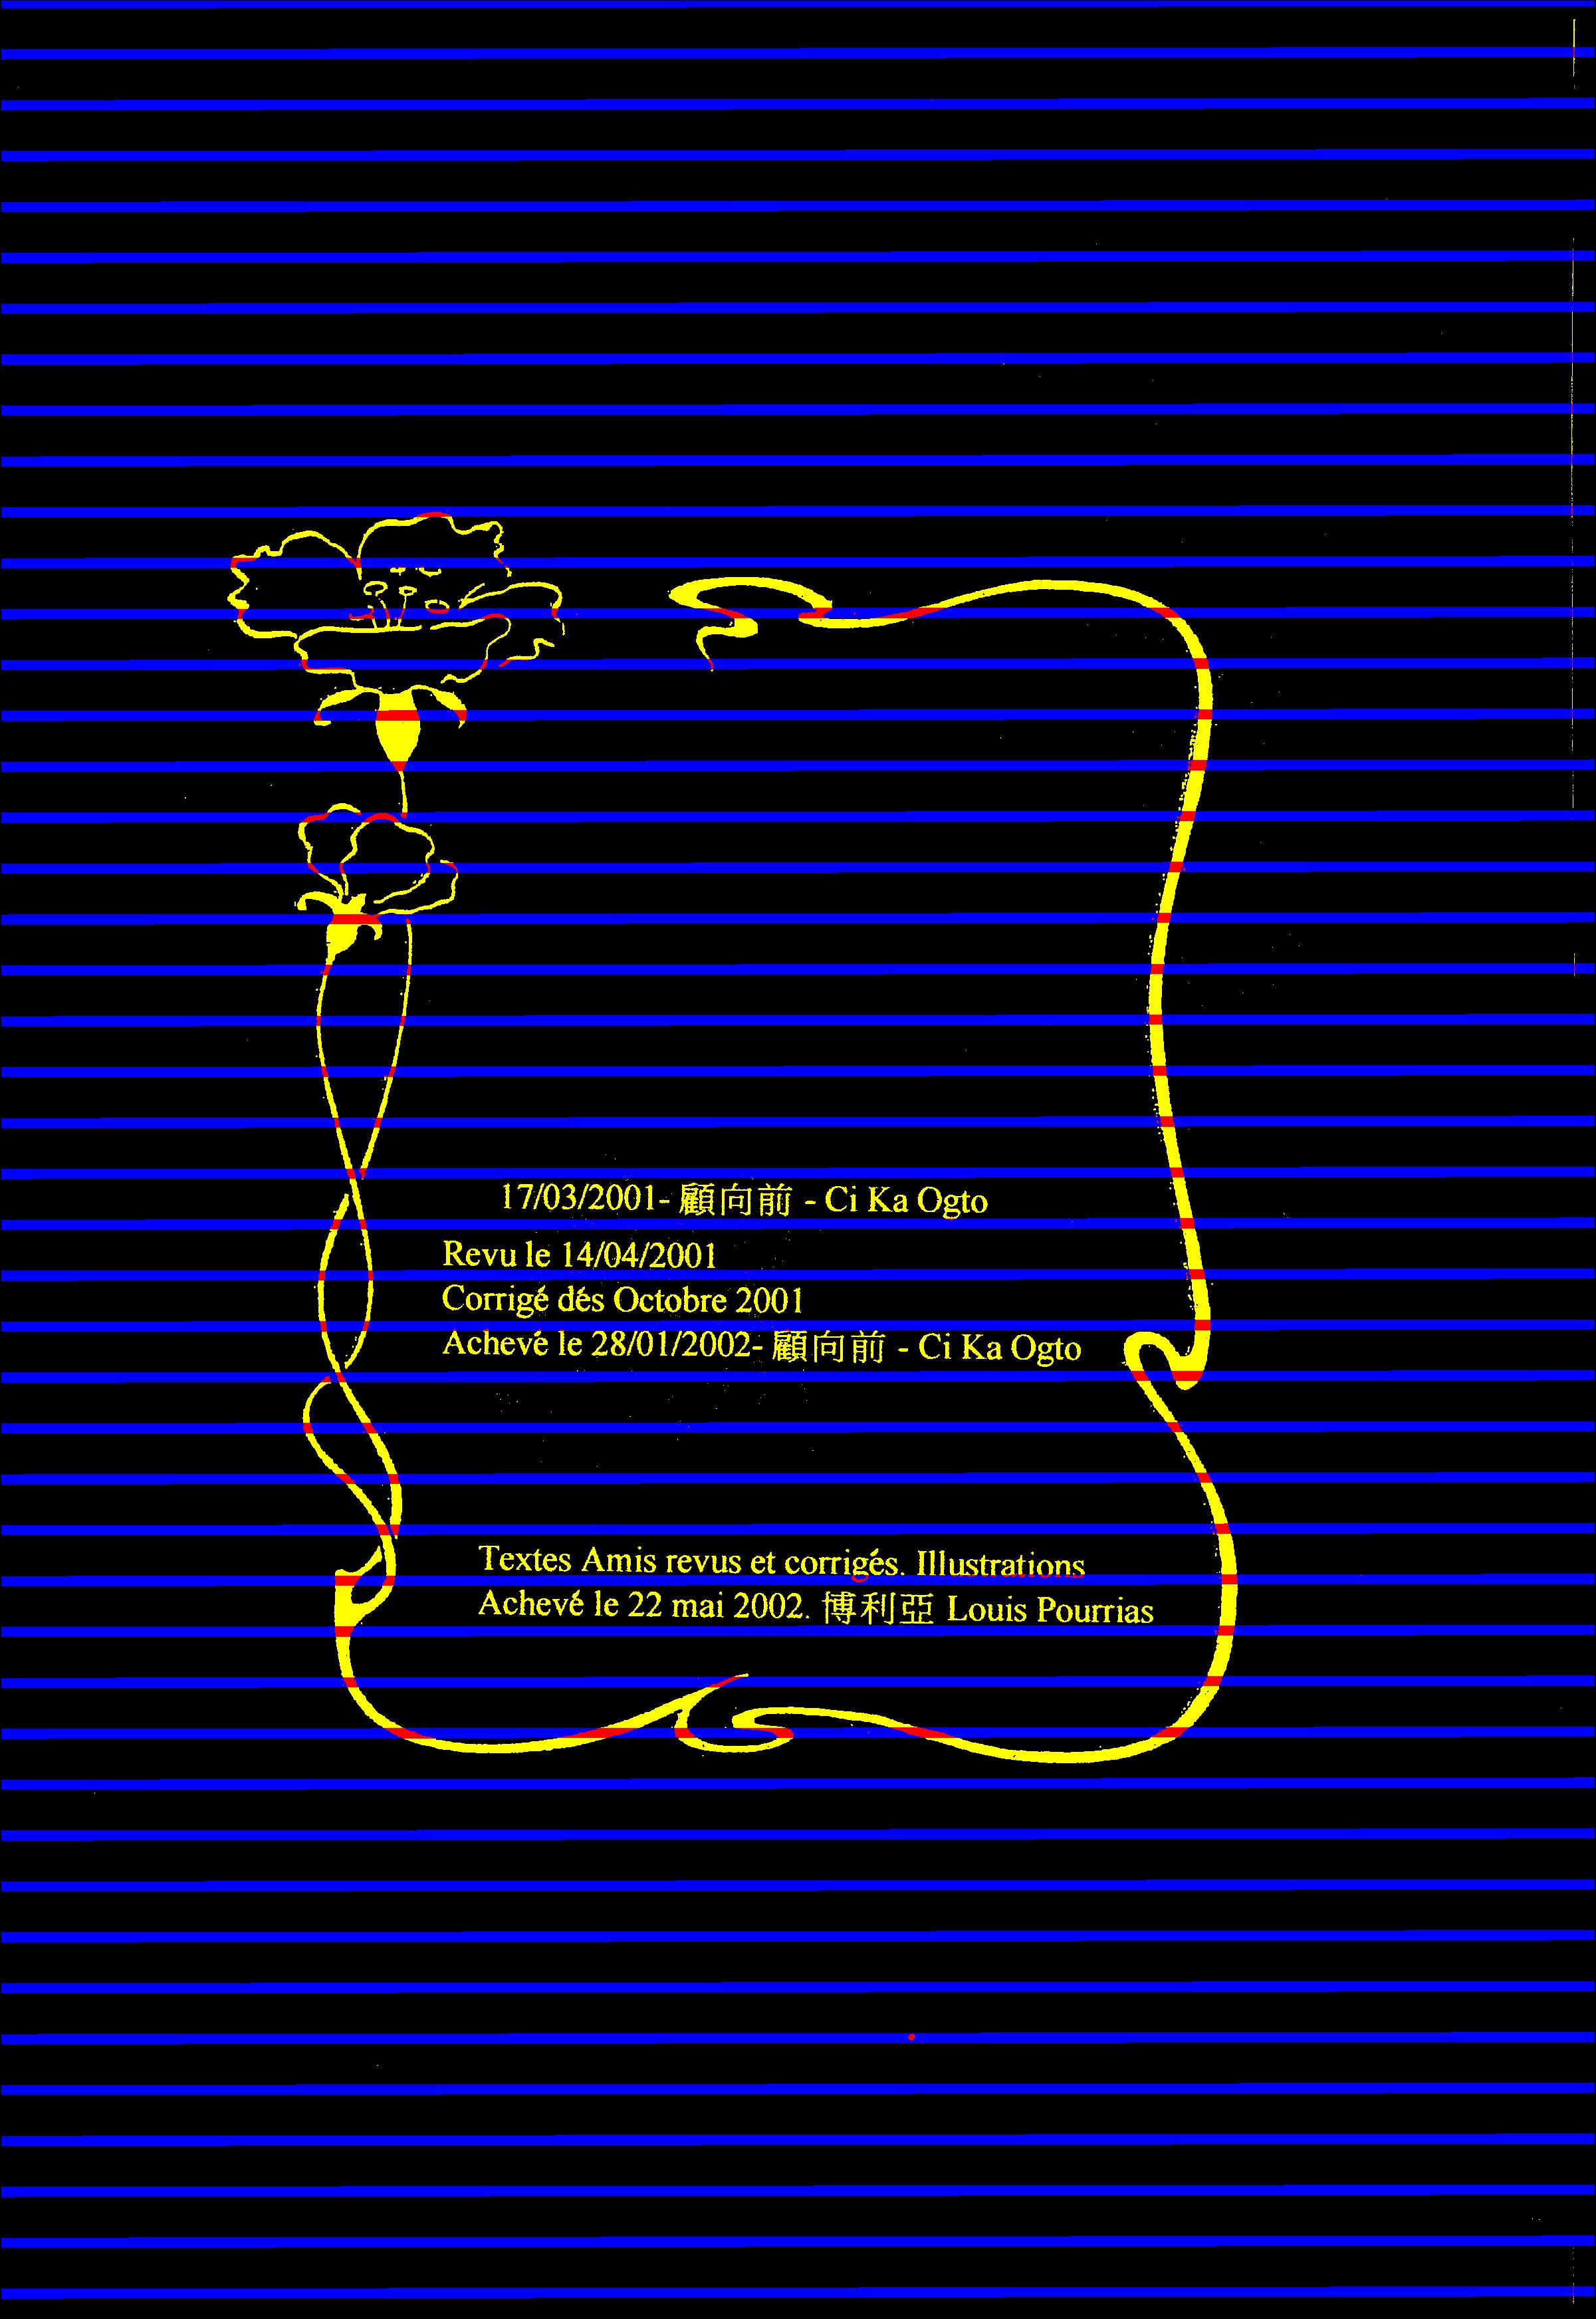 17/03/2001- 顧向前 - Ci Ka Ogto
Revu le 14/04/2001
Corrigé dés Octobre 2001
Achevé le 28/01/2002- 顧向前 - Ci Ka Ogto
Textes Amis revus et corrigés. Illustrations
Achevé le 22 mai 2002. 博利亞 Louis Pourrias